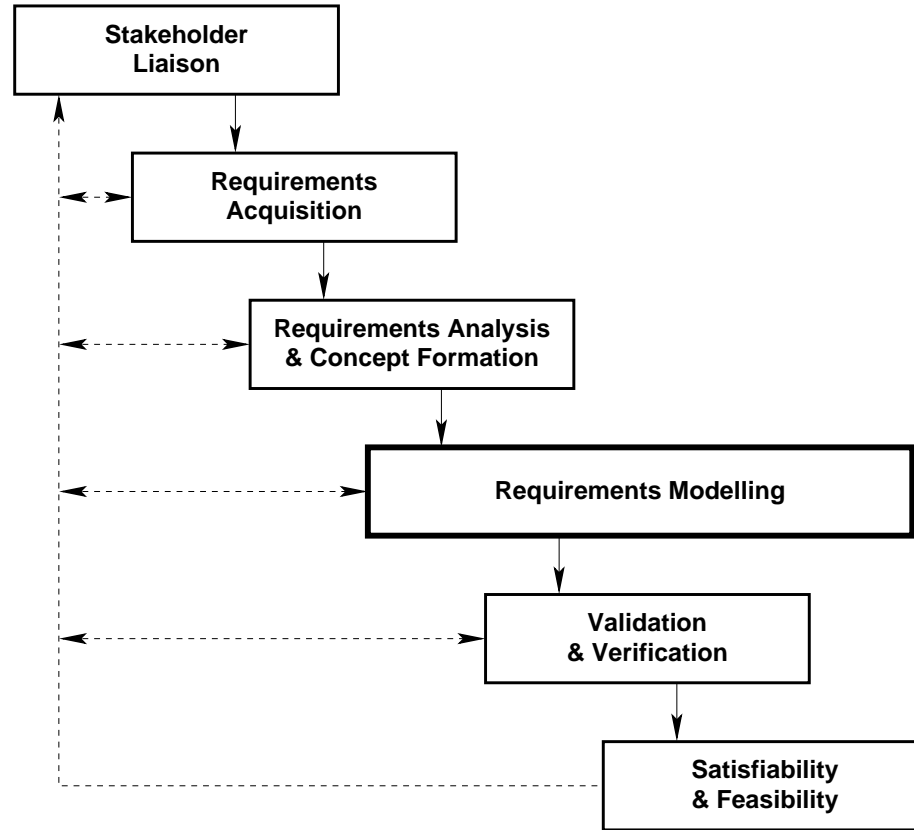 Stakeholder
Liaison
Requirements
Acquisition
Requirements Analysis
& Concept Formation
Requirements Modelling
Validation
& Verification
Satisfiability
& Feasibility